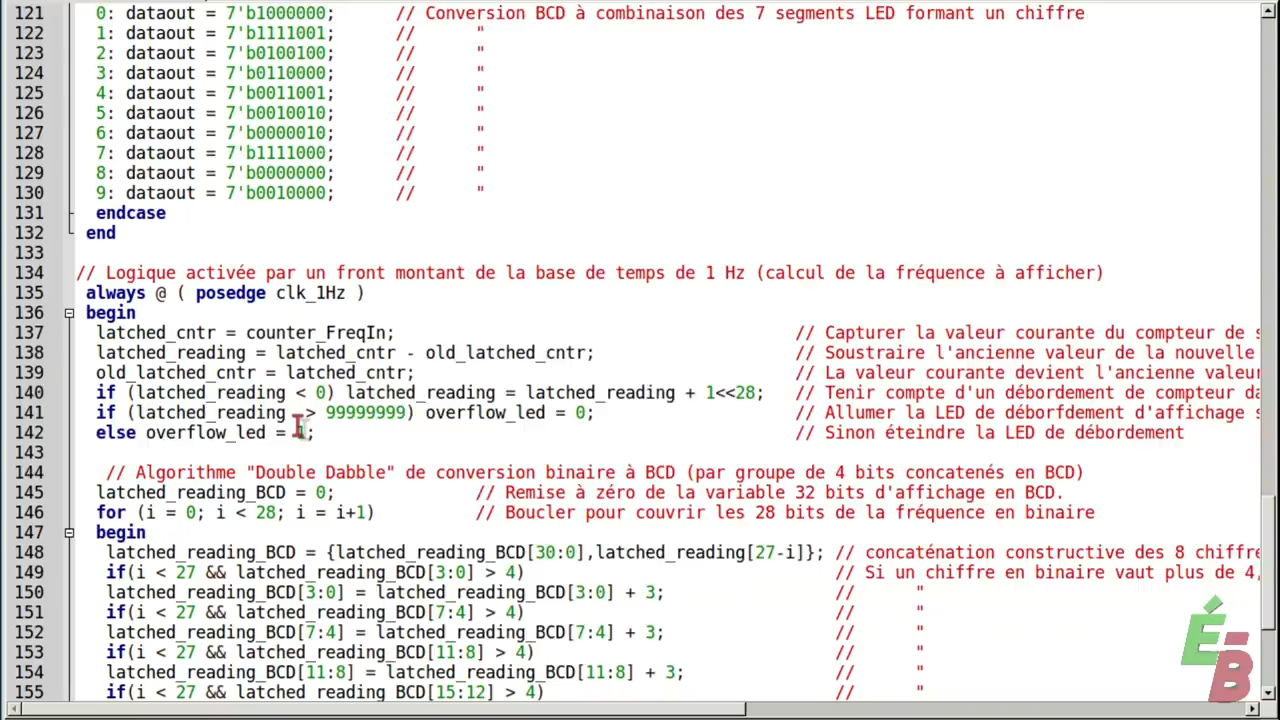 121 0: dataout = 7'b1000000; // Conversion BCD à combinaison des 7 segments LED formant un chiffre
122 1: dataout = 7'b1111001; // "
123 2: dataout = 7'b0100100; // "
124 3: dataout = 7'b0110000; // "
125 4: dataout = 7'b0011001; // "
126 5: dataout = 7'b0010010; // "
127 6: dataout = 7'b0000010; // "
128 7: dataout = 7'b1111000; // "
129 8: dataout = 7'b0000000; // "
130 9: dataout = 7'b0010000; // "
131 endcase
132 end
133
134 // Logique activée par un front montant de la base de temps de 1 Hz (calcul de la fréquence à afficher)
135 always @ ( posedge clk_1Hz )
136 begin
137 latched_cntr = counter_FreqIn; // Capturer la valeur courante du compteur de s
138 latched_reading = latched_cntr - old_latched_cntr; // Soustraire l'ancienne valeur de la nouvelle
139 old_latched_cntr = latched_cntr; // La valeur courante devient l'ancienne valeur
140 if (latched_reading < 0) latched_reading = latched_reading + 1<<28; // Tenir compte d'un débordement de compteur da
141 if (latched_reading > 99999999) overflow_led = 0; // Allumer la LED de déborfdement d'affichage s
142 else overflow_led = 1; // Sinon éteindre la LED de débordement
143
144 // Algorithme "Double Dabble" de conversion binaire à BCD (par groupe de 4 bits concatenés en BCD)
145 latched_reading_BCD = 0; // Remise à zéro de la variable 32 bits d'affichage en BCD.
146 for (i = 0; i < 28; i = i+1) // Boucler pour couvrir les 28 bits de la fréquence en binaire
147 begin
148 latched_reading_BCD = {latched_reading_BCD[30:0],latched_reading[27-i]}; // concaténation constructive des 8 chiffre
149 if(i < 27 && latched_reading_BCD[3:0] > 4) // Si un chiffre en binaire vaut plus de 4,
150 latched_reading_BCD[3:0] = latched_reading_BCD[3:0] + 3; // "
151 if(i < 27 && latched_reading_BCD[7:4] > 4) // "
152 latched_reading_BCD[7:4] = latched_reading_BCD[7:4] + 3; // "
153 if(i < 27 && latched_reading_BCD[11:8] > 4) // "
154 latched_reading_BCD[11:8] = latched_reading_BCD[11:8] + 3; // "
155 if(i < 27 && latched_reading_BCD[15:12] > 4) // "
ÉB